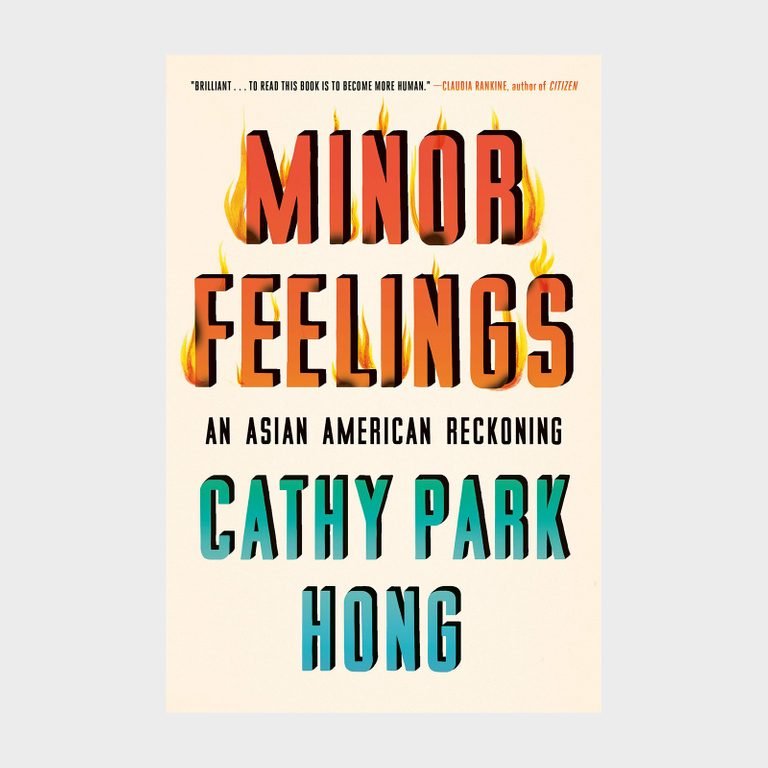 "BRILLIANT . . . TO READ THIS BOOK IS TO BECOME MORE HUMAN." —CLAUDIA RANKINE, author of CITIZEN
MINOR
FEELINGS
AN ASIAN AMERICAN RECKONING
CATHY PARK
HONG